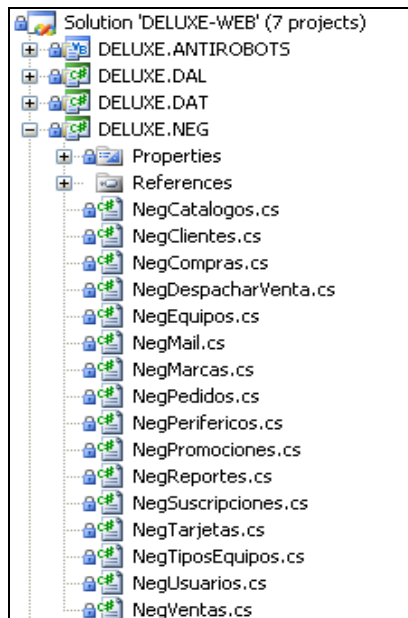 Solution 'DELUXE-WEB' (7 projects)
DELUXE.ANTIROBOTS
DELUXE.DAL
DELUXE.DAT
DELUXE.NEG
Properties
References
NegCatalogos.cs
NegClientes.cs
NegCompras.cs
NegDespacharVenta.cs
NegEquipos.cs
NegMail.cs
NegMarcas.cs
NegPedidos.cs
NegPerifericos.cs
NegPromociones.cs
NegReportes.cs
NegSuscripciones.cs
NegTarjetas.cs
NegTiposEquipos.cs
NegUsuarios.cs
NegVentas.cs